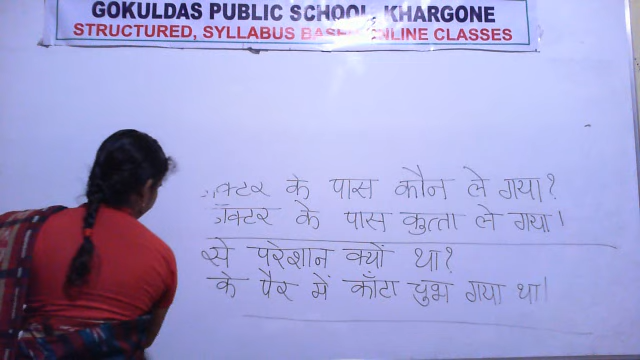 GOKULDAS PUBLIC SCHOOL, KHARGONE
STRUCTURED, SYLLABUS BASED ONLINE CLASSES
के पास कौन ले गया?
के पास कुत्ता ले गया।
से परेशान क्यों था?
के पैर में काँटा चुभ गया था।